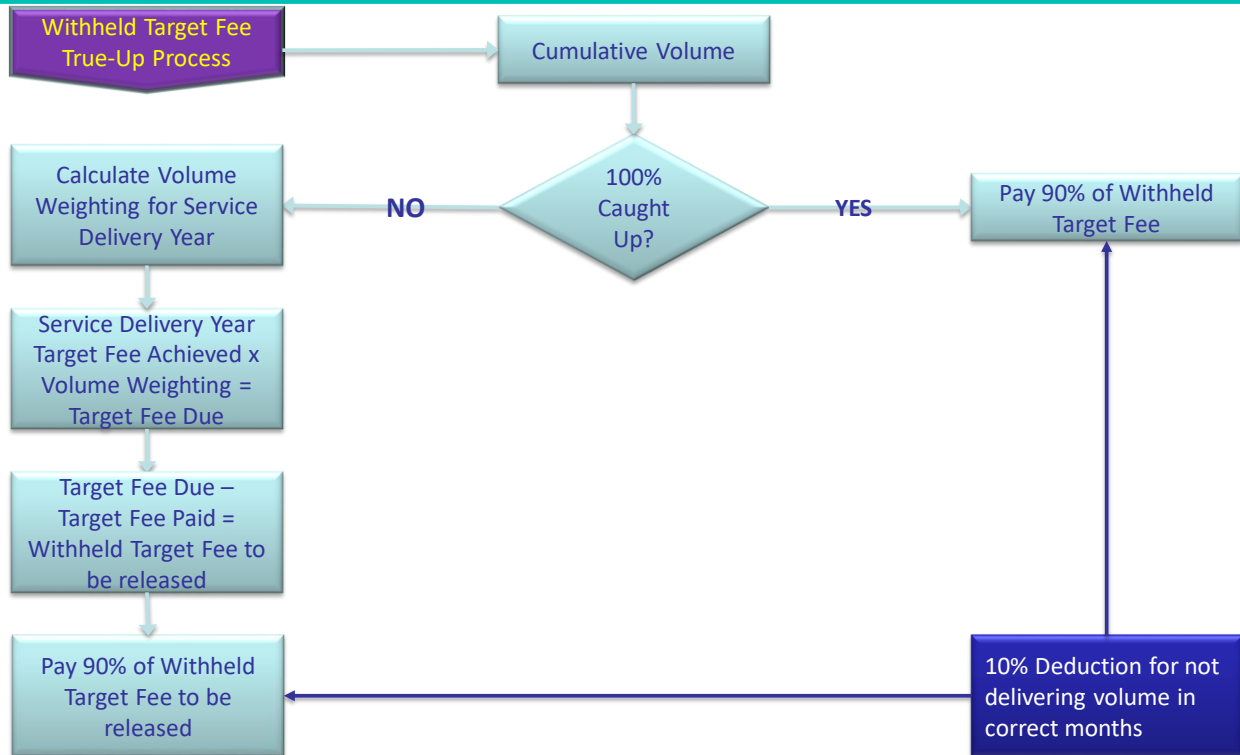 Withheld Target Fee
True-Up Process
Cumulative Volume
Calculate Volume
Weighting for Service
Delivery Year
NO
100%
Caught
Up?
YES
Pay 90% of Withheld
Target Fee
Service Delivery Year
Target Fee Achieved x
Volume Weighting =
Target Fee Due
Target Fee Due –
Target Fee Paid =
Withheld Target Fee to
be released
Pay 90% of Withheld
Target Fee to be
released
10% Deduction for not
delivering volume in
correct months